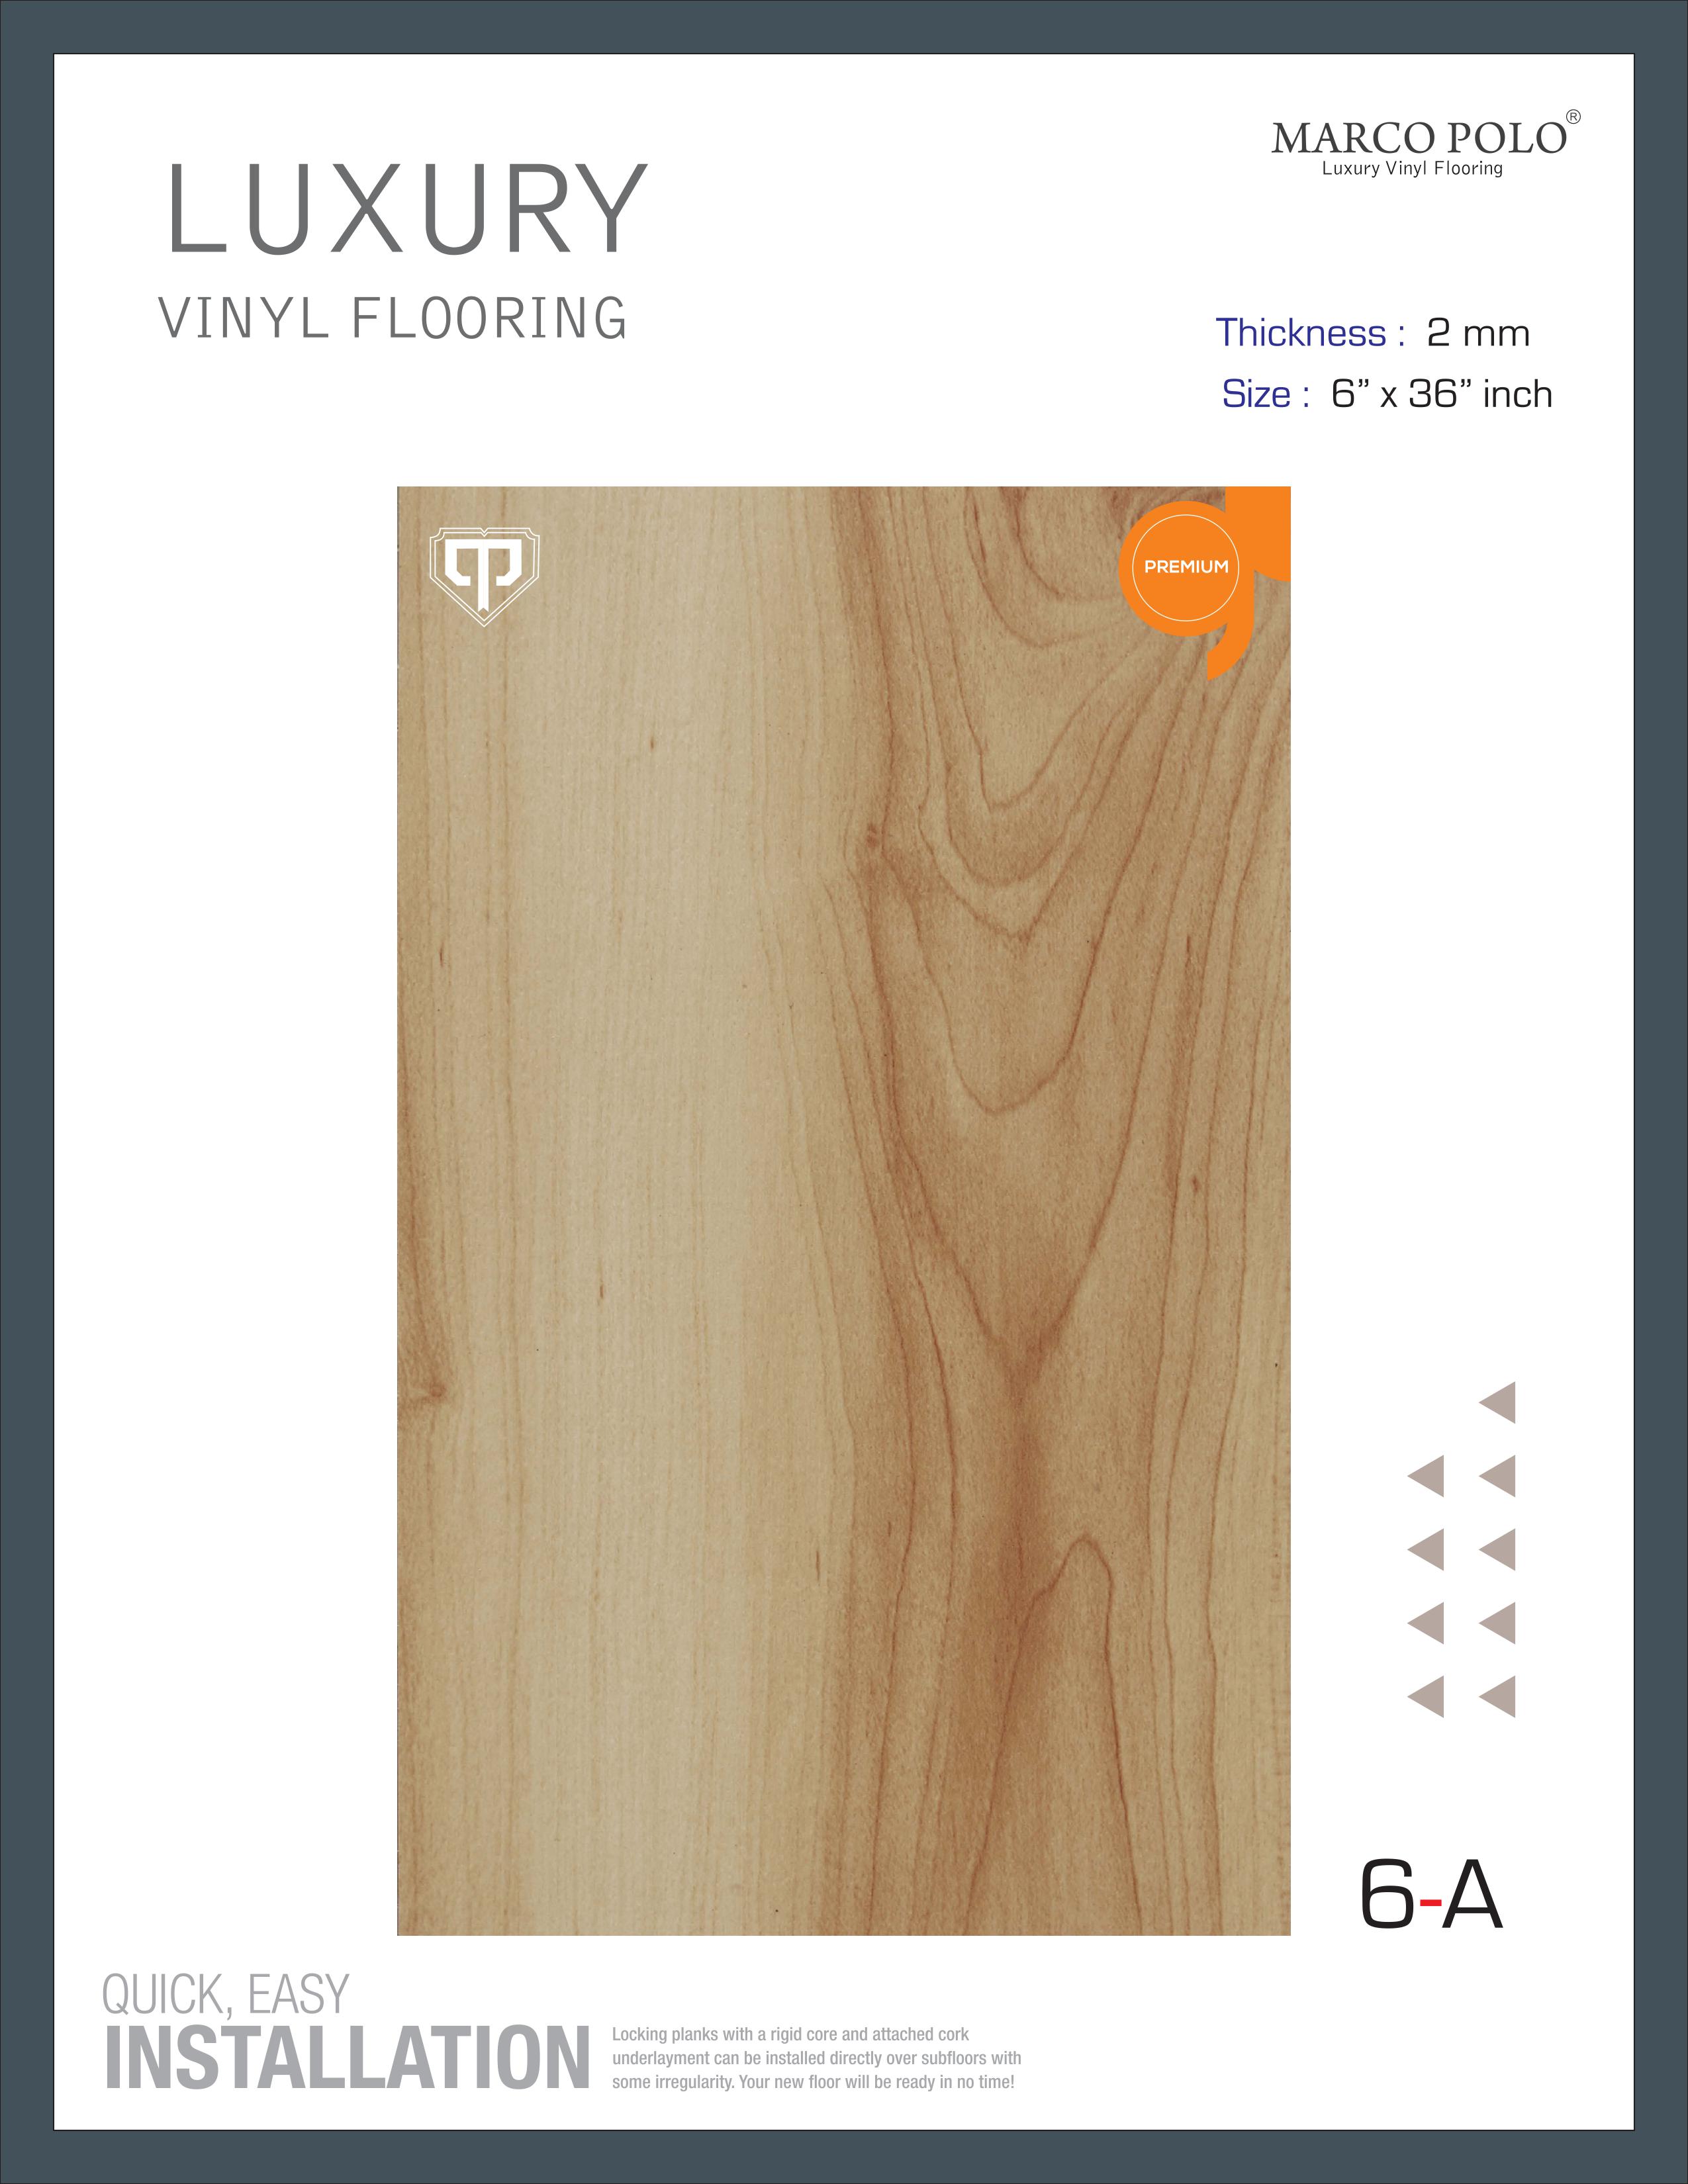 MARCO POLO®
Luxury Vinyl Flooring
LUXURY
VINYL FLOORING
Thickness : 2 mm
Size : 6” x 36” inch
PREMIUM
6-A
QUICK, EASY
INSTALLATION
Locking planks with a rigid core and attached cork
underlayment can be installed directly over subfloors with
some irregularity. Your new floor will be ready in no time!